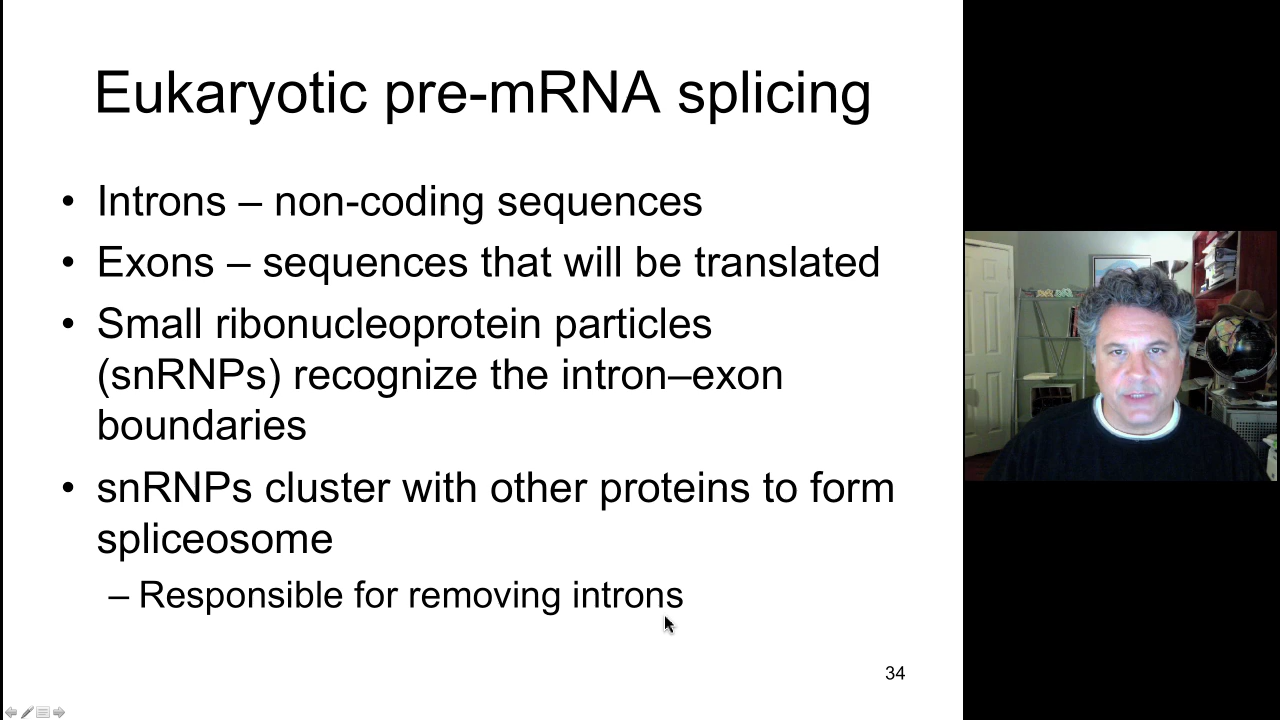 Eukaryotic pre-mRNA splicing
• Introns – non-coding sequences
• Exons – sequences that will be translated
• Small ribonucleoprotein particles
(snRNPs) recognize the intron–exon
boundaries
• snRNPs cluster with other proteins to form
spliceosome
– Responsible for removing introns
34